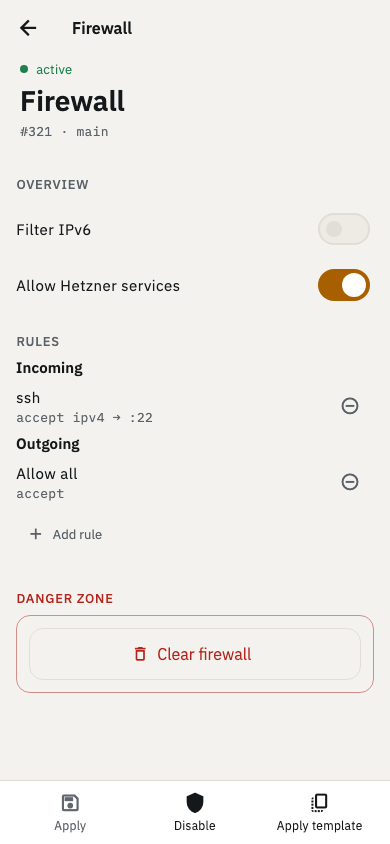 Firewall
active
Firewall
#321 · main
OVERVIEW
Filter IPv6
Allow Hetzner services
RULES
Incoming
ssh
accept ipv4 → :22
Outgoing
Allow all
accept
Add rule
DANGER ZONE
Clear firewall
Apply
Disable
Apply template